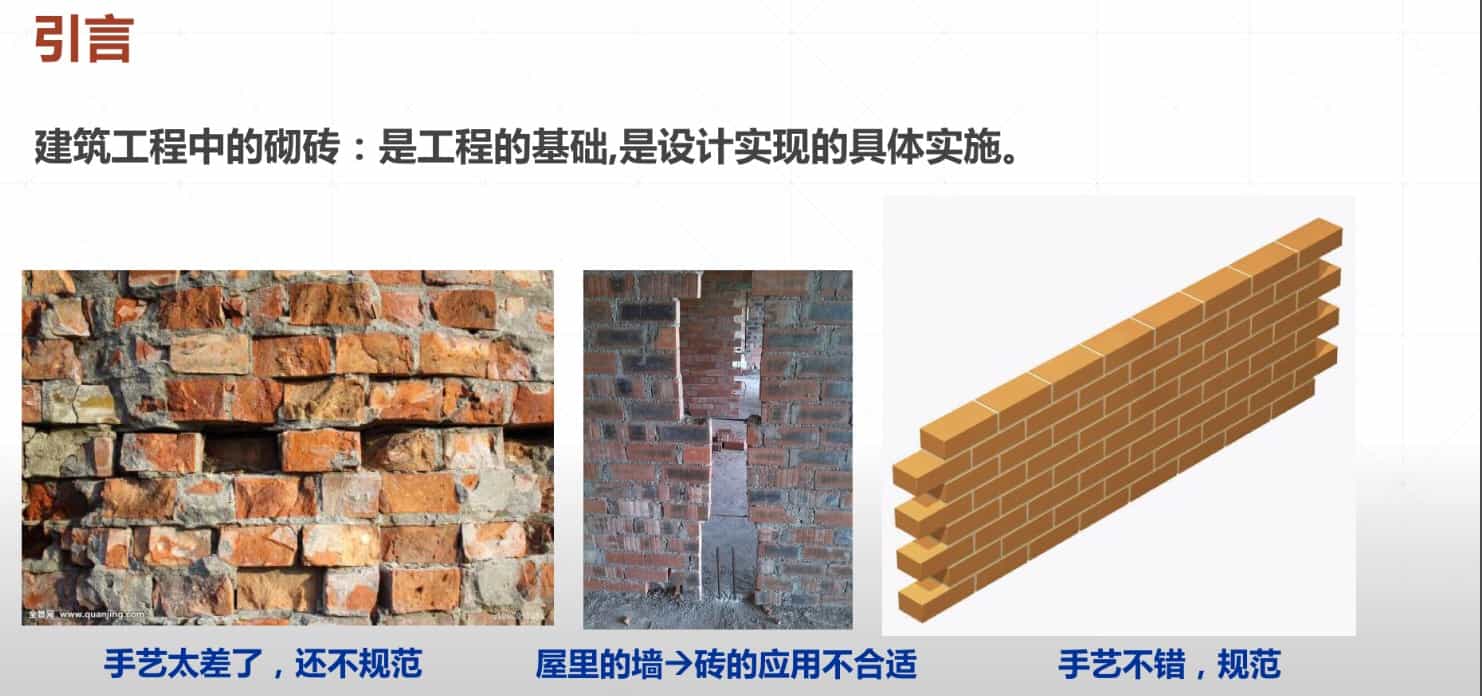 引言
建筑工程中的砌砖：是工程的基础,是设计实现的具体实施。
全景网 www.quanjing.com
手艺太差了，还不规范
屋里的墙→砖的应用不合适
手艺不错，规范